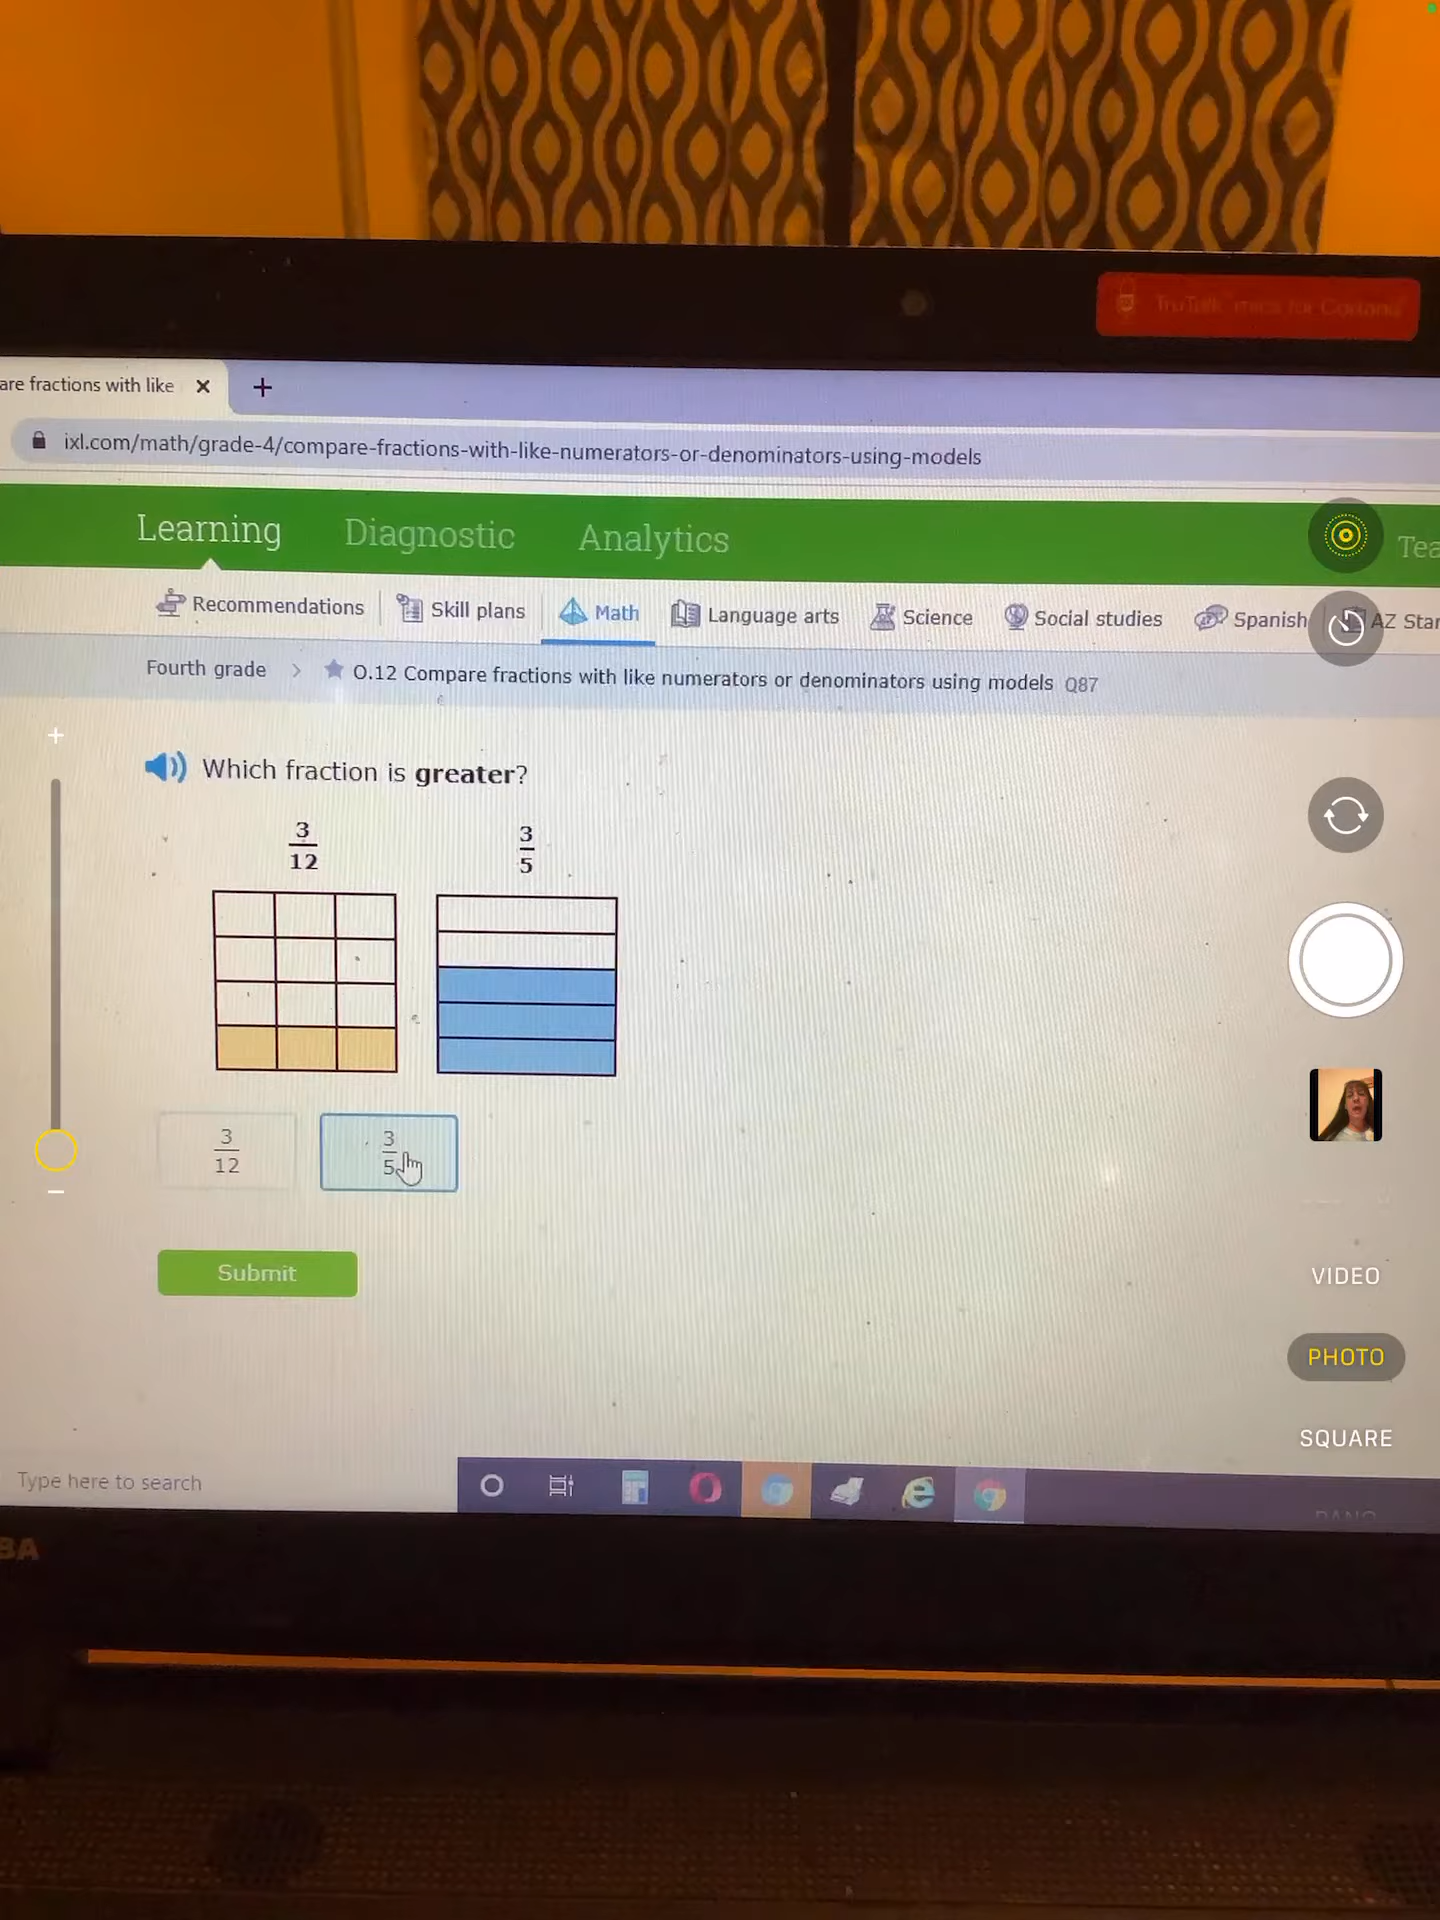 are fractions with like
ixl.com/math/grade-4/compare-fractions-with-like-numerators-or-denominators-using-models
Learning Diagnostic Analytics Tea
Recommendations Skill plans Math Language arts Science Social studies Spanish AZ Star
Fourth grade > O.12 Compare fractions with like numerators or denominators using models Q87
Which fraction is greater?
3/12 3/5
3/12 3/5
Submit
VIDEO
PHOTO
SQUARE
Type here to search
PANO
BA